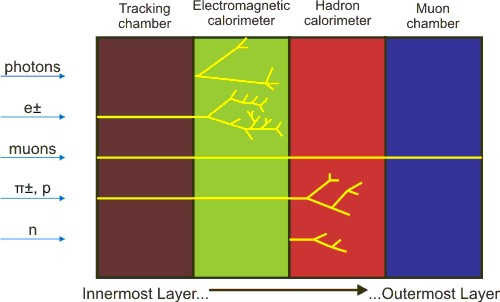 Tracking chamber
Electromagnetic calorimeter
Hadron calorimeter
Muon chamber
photons
e±
muons
π±, p
n
Innermost Layer...
...Outermost Layer